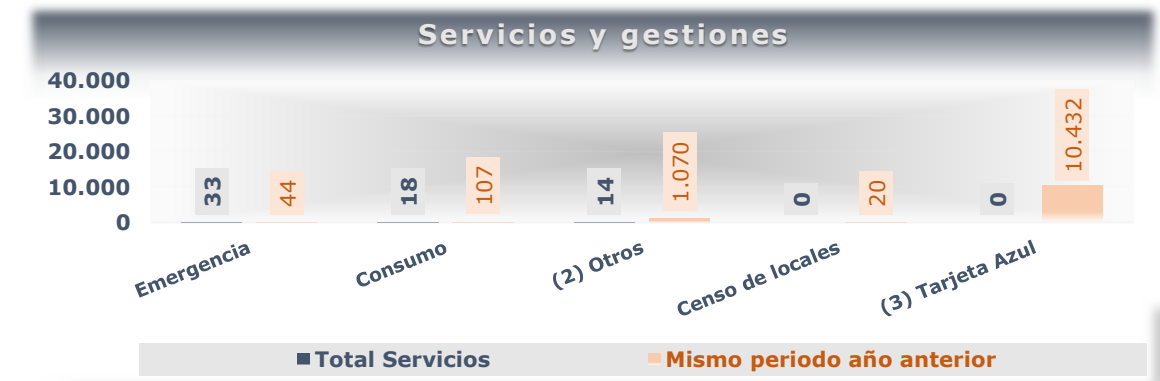 Servicios y gestiones
40.000
30.000
20.000
10.000
0
33
44
18
107
14
1.070
0
20
0
10.432
Emergencia
Consumo
(2) Otros
Censo de locales
(3) Tarjeta Azul
Total Servicios
Mismo periodo año anterior